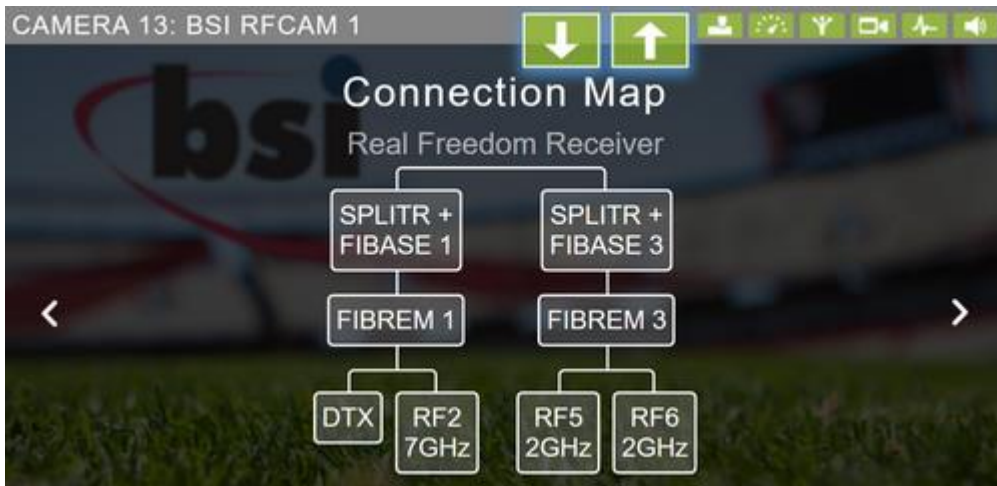 CAMERA 13: BSI RFCAM 1
bsi
Connection Map
Real Freedom Receiver
SPLITR +
FIBASE 1
SPLITR +
FIBASE 3
FIBREM 1
FIBREM 3
DTX
RF2
7GHz
RF5
2GHz
RF6
2GHz